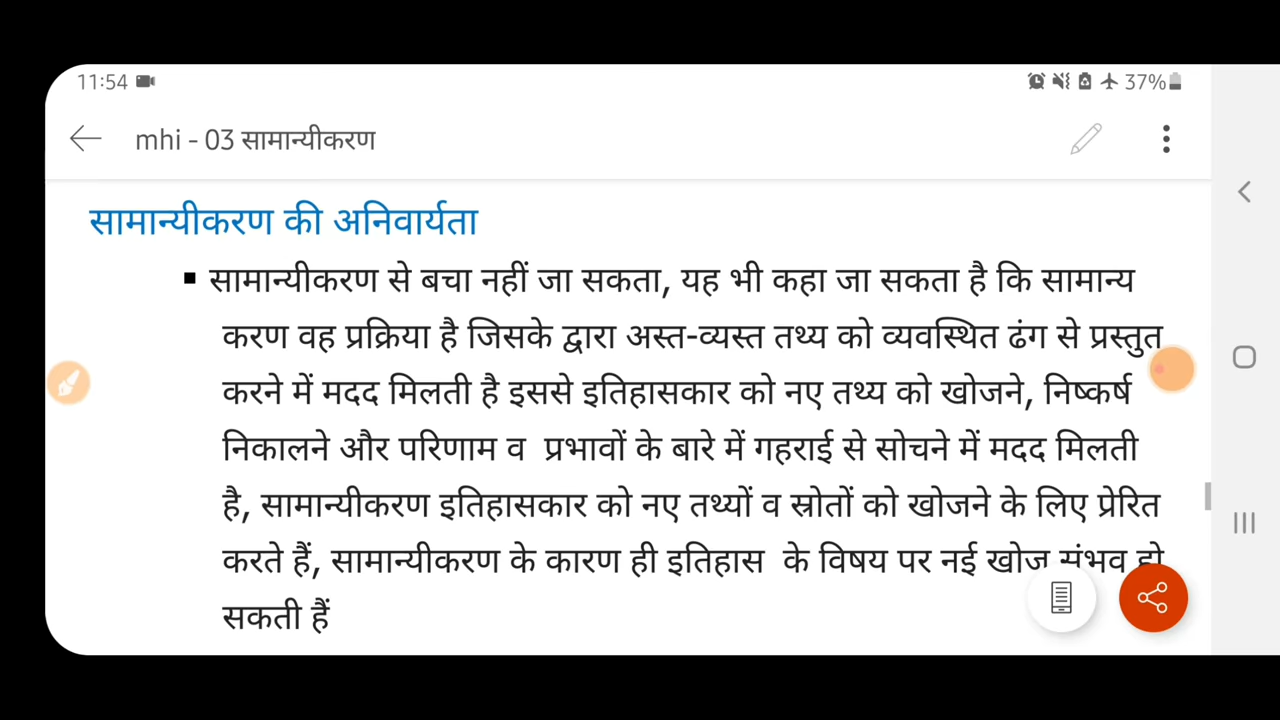 11:54
37%
mhi - 03 सामान्यीकरण
सामान्यीकरण की अनिवार्यता
▪ सामान्यीकरण से बचा नहीं जा सकता, यह भी कहा जा सकता है कि सामान्य
करण वह प्रक्रिया है जिसके द्वारा अस्त-व्यस्त तथ्य को व्यवस्थित ढंग से प्रस्तुत
करने में मदद मिलती है इससे इतिहासकार को नए तथ्य को खोजने, निष्कर्ष
निकालने और परिणाम व प्रभावों के बारे में गहराई से सोचने में मदद मिलती
है, सामान्यीकरण इतिहासकार को नए तथ्यों व स्रोतों को खोजने के लिए प्रेरित
करते हैं, सामान्यीकरण के कारण ही इतिहास के विषय पर नई खोज संभव हो
सकती हैं